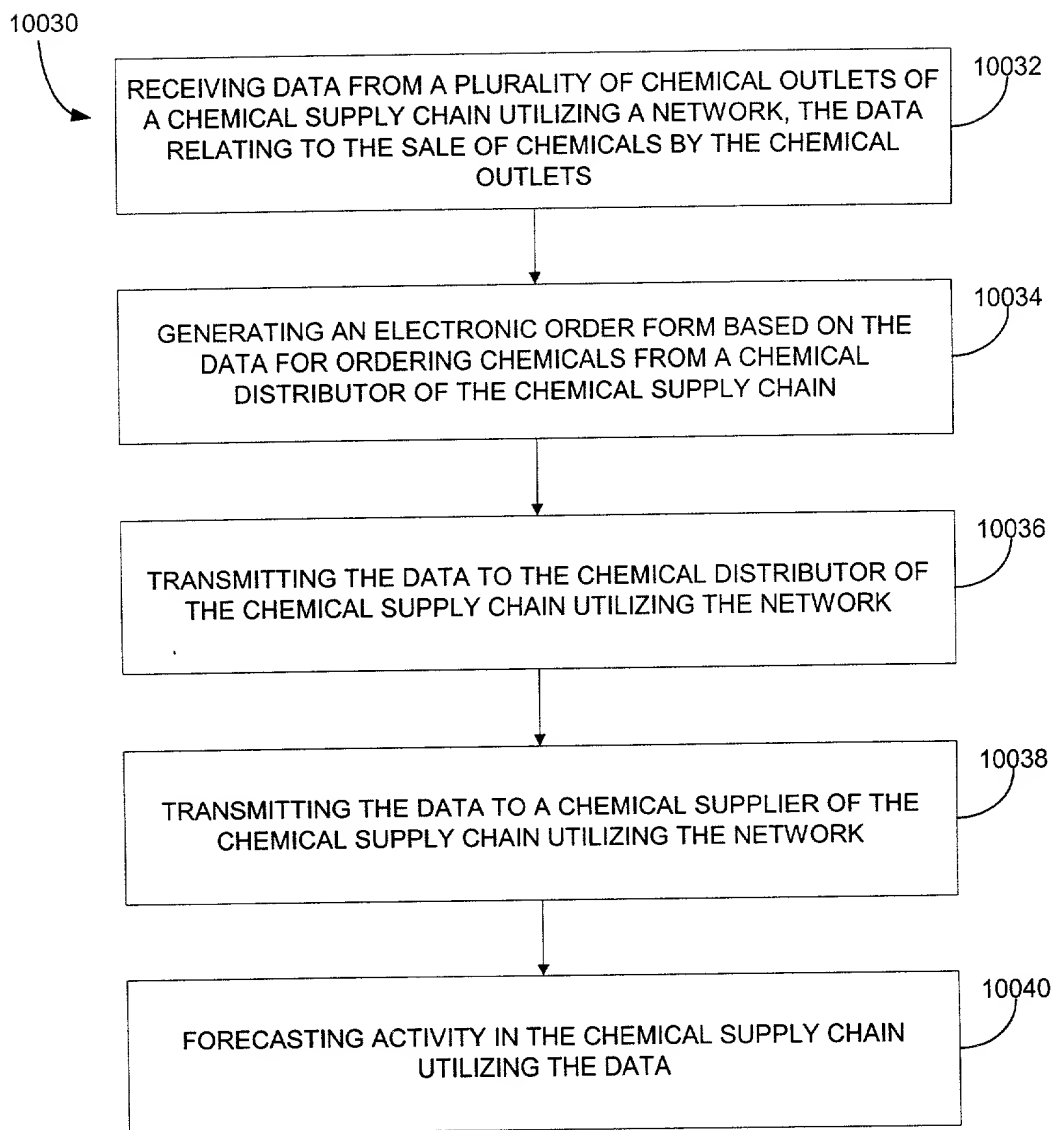 10030
RECEIVING DATA FROM A PLURALITY OF CHEMICAL OUTLETS OF
A CHEMICAL SUPPLY CHAIN UTILIZING A NETWORK, THE DATA
RELATING TO THE SALE OF CHEMICALS BY THE CHEMICAL
OUTLETS
10032
GENERATING AN ELECTRONIC ORDER FORM BASED ON THE
DATA FOR ORDERING CHEMICALS FROM A CHEMICAL
DISTRIBUTOR OF THE CHEMICAL SUPPLY CHAIN
10034
TRANSMITTING THE DATA TO THE CHEMICAL DISTRIBUTOR OF
THE CHEMICAL SUPPLY CHAIN UTILIZING THE NETWORK
10036
TRANSMITTING THE DATA TO A CHEMICAL SUPPLIER OF THE
CHEMICAL SUPPLY CHAIN UTILIZING THE NETWORK
10038
FORECASTING ACTIVITY IN THE CHEMICAL SUPPLY CHAIN
UTILIZING THE DATA
10040